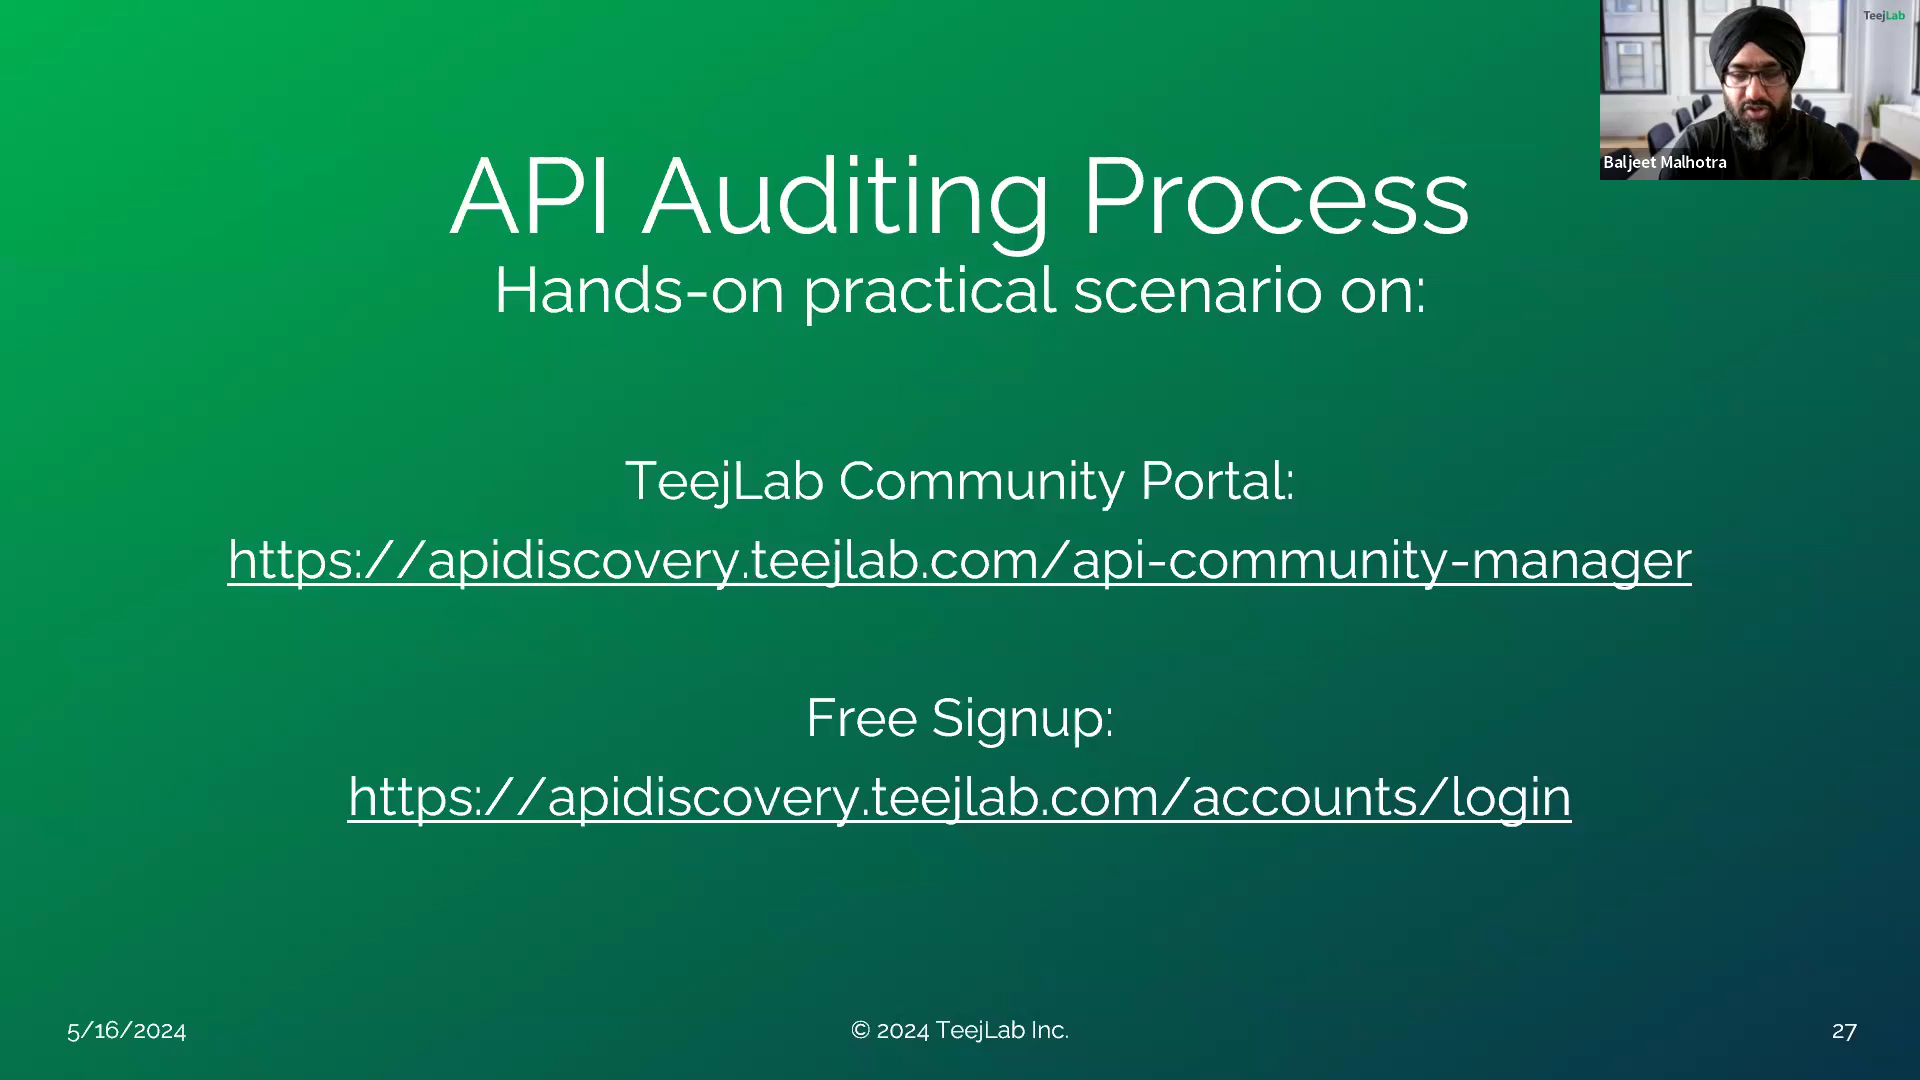 TeejLab
Baljeet Malhotra
API Auditing Process
Hands-on practical scenario on:
TeejLab Community Portal:
https://apidiscovery.teejlab.com/api-community-manager
Free Signup:
https://apidiscovery.teejlab.com/accounts/login
5/16/2024
© 2024 TeejLab Inc.
27